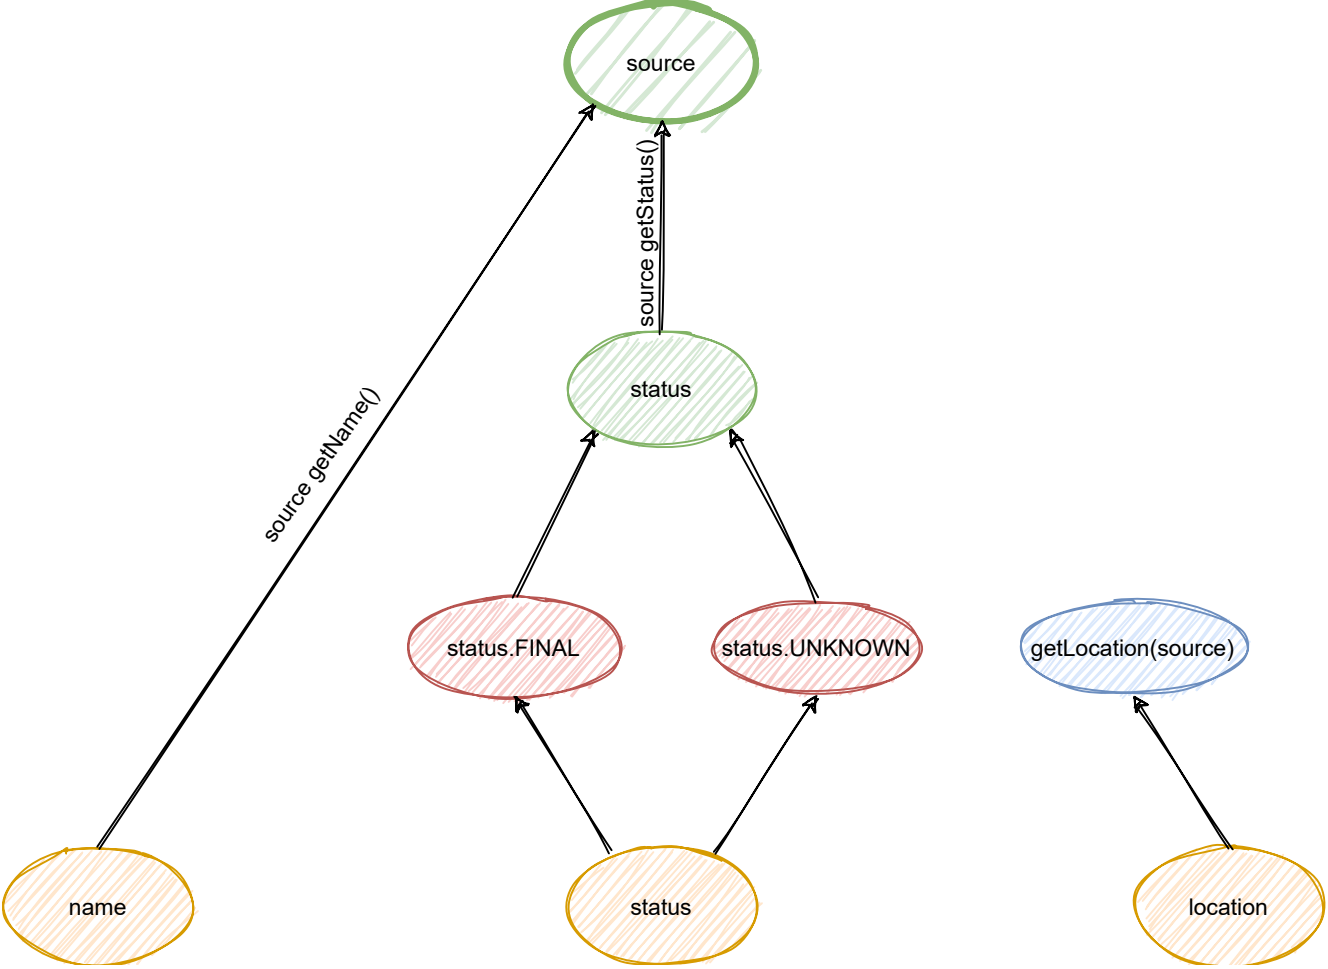 source
source getStatus()
status
source getName()
status.FINAL
status.UNKNOWN
getLocation(source)
name
status
location